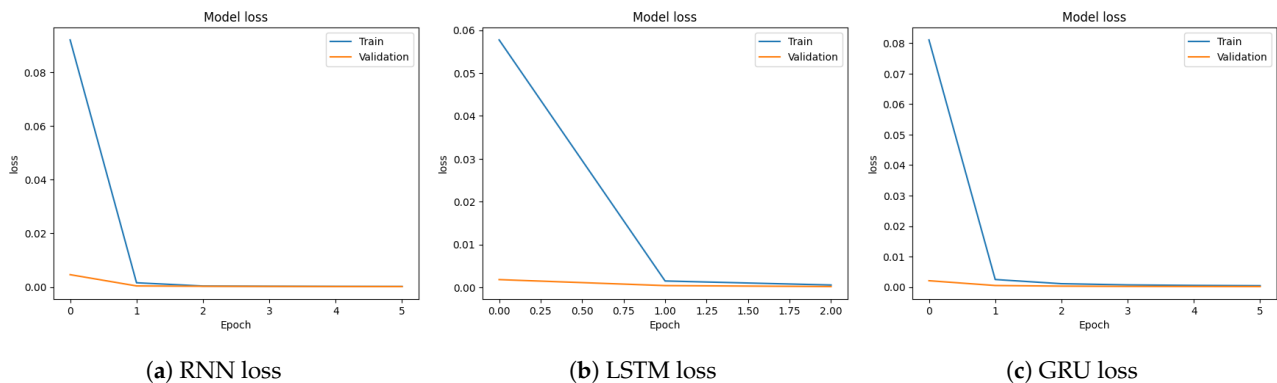 Model loss
Train
Validation
0.08
0.06
0.04
0.02
0.00
loss
0 1 2 3 4 5
Epoch
(a) RNN loss
Model loss
Train
Validation
0.06
0.05
0.04
0.03
0.02
0.01
0.00
loss
0.00 0.25 0.50 0.75 1.00 1.25 1.50 1.75 2.00
Epoch
(b) LSTM loss
Model loss
Train
Validation
0.08
0.07
0.06
0.05
0.04
0.03
0.02
0.01
0.00
loss
0 1 2 3 4 5
Epoch
(c) GRU loss